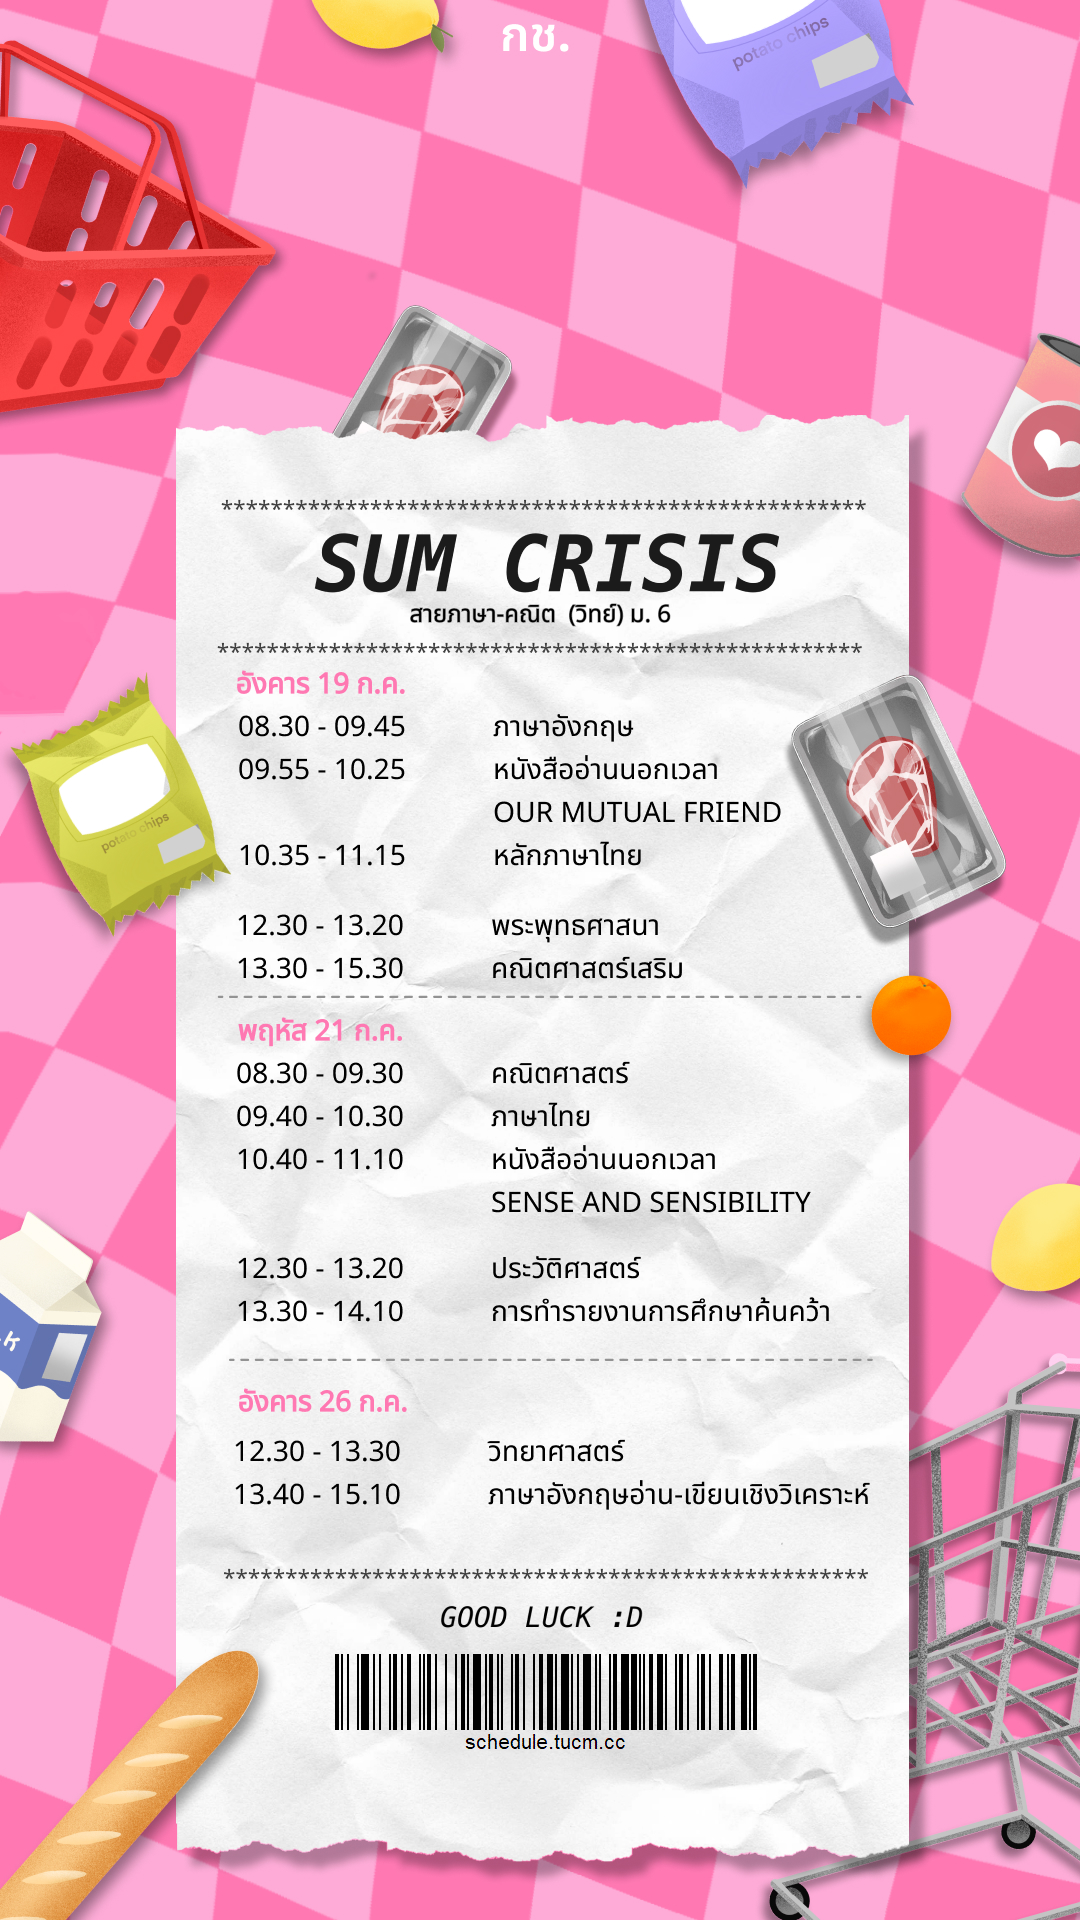 กช.
potato chips
**************************************************
SUM CRISIS
สายภาษา-คณิต (วิทย์) ม. 6
**************************************************
อังคาร 19 ก.ค.
08.30 - 09.45 ภาษาอังกฤษ
09.55 - 10.25 หนังสืออ่านนอกเวลา
OUR MUTUAL FRIEND
10.35 - 11.15 หลักภาษาไทย
potato chips
12.30 - 13.20 พระพุทธศาสนา
13.30 - 15.30 คณิตศาสตร์เสริม
พฤหัส 21 ก.ค.
08.30 - 09.30 คณิตศาสตร์
09.40 - 10.30 ภาษาไทย
10.40 - 11.10 หนังสืออ่านนอกเวลา
SENSE AND SENSIBILITY
12.30 - 13.20 ประวัติศาสตร์
13.30 - 14.10 การทำรายงานการศึกษาค้นคว้า
อังคาร 26 ก.ค.
12.30 - 13.30 วิทยาศาสตร์
13.40 - 15.10 ภาษาอังกฤษอ่าน-เขียนเชิงวิเคราะห์
**************************************************
GOOD LUCK :D
schedule.tucm.cc